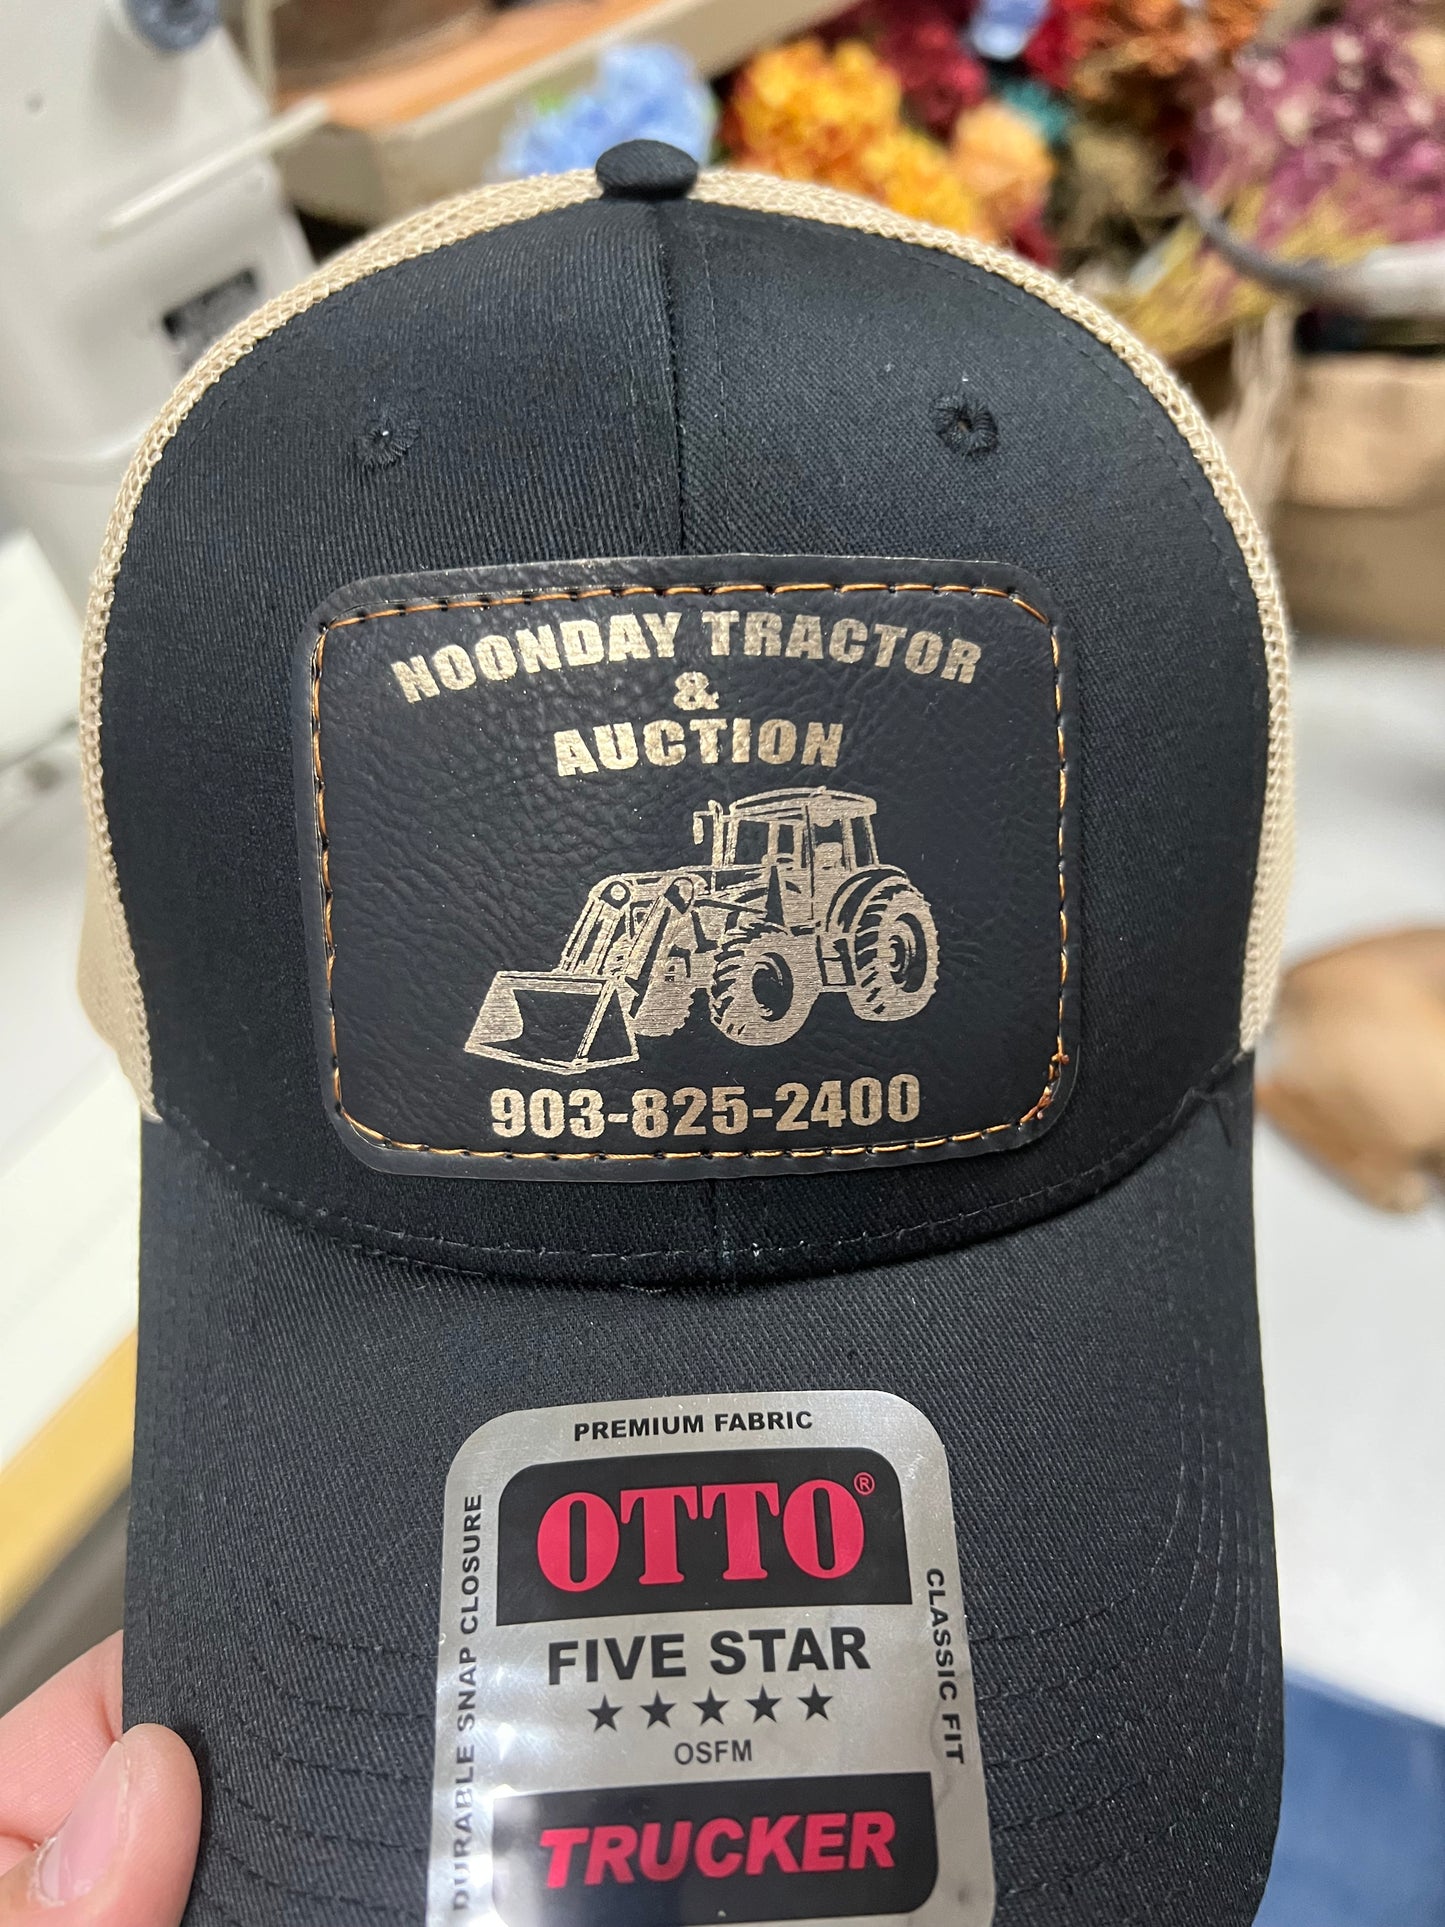 NOONDAY TRACTOR
&
AUCTION
903-825-2400
PREMIUM FABRIC
OTTO®
DURABLE SNAP CLOSURE
CLASSIC FIT
FIVE STAR
★★★★★
OSFM
TRUCKER